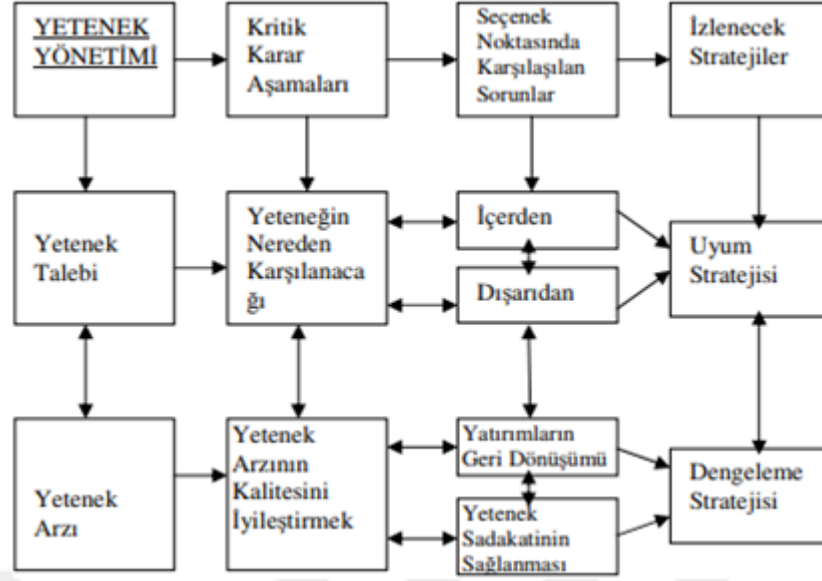 YETENEK
YÖNETİMİ
Kritik
Karar
Aşamaları
Seçenek
Noktasında
Karşılaşılan
Sorunlar
İzlenecek
Stratejiler
Yetenek
Talebi
Yeteneğin
Nereden
Karşılanaca
ğı
İçerden
Dışarıdan
Uyum
Stratejisi
Yetenek
Arzı
Yetenek
Arzının
Kalitesini
İyileştirmek
Yatırımların
Geri Dönüşümü
Yetenek
Sadakatinin
Sağlanması
Dengeleme
Stratejisi